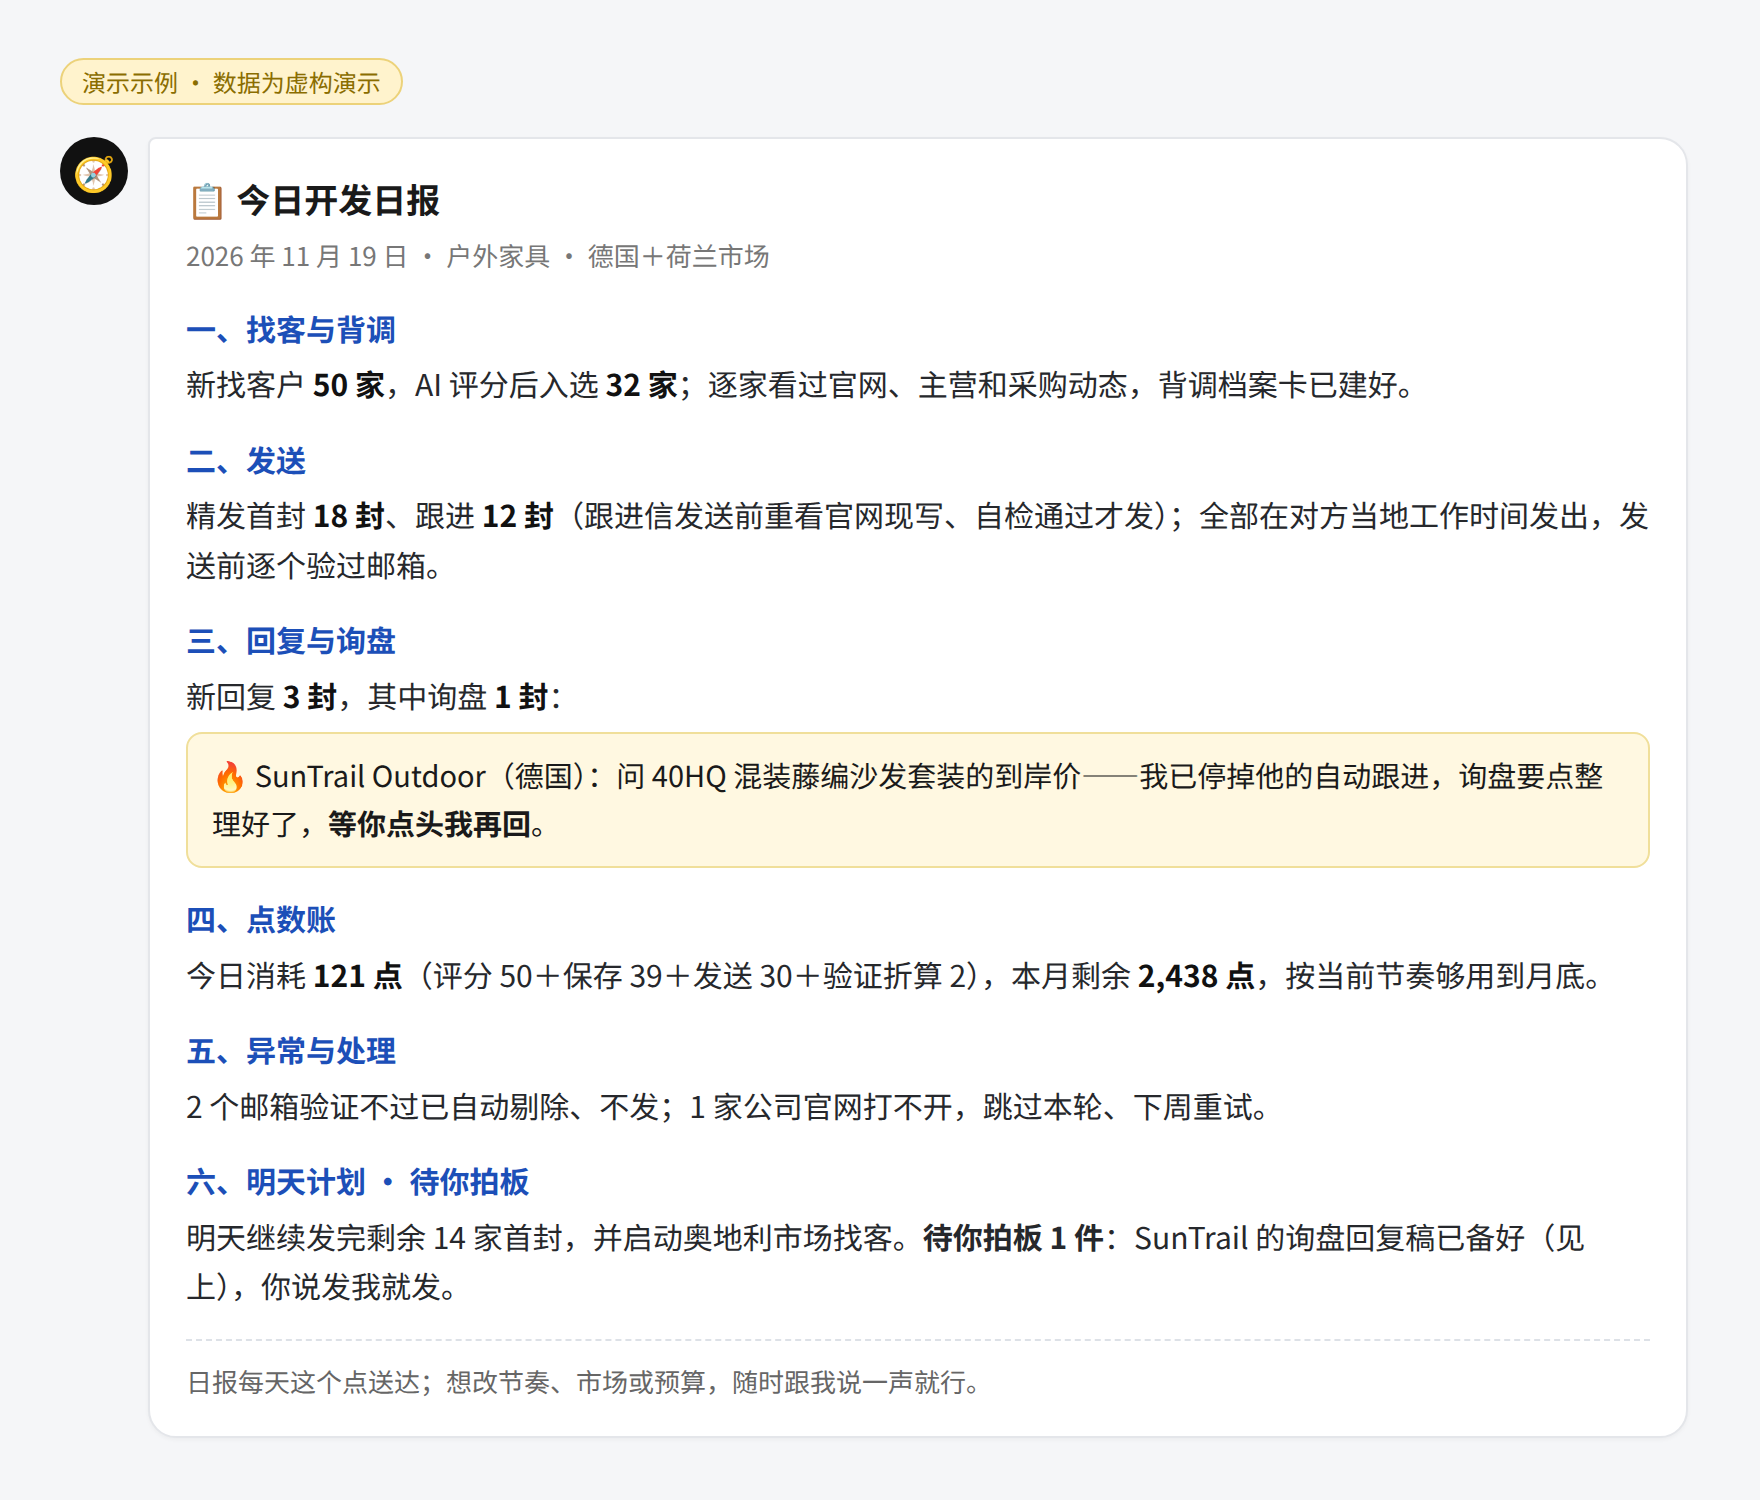 演示示例 · 数据为虚构演示
📋 今日开发日报
2026 年 11 月 19 日 · 户外家具 · 德国＋荷兰市场
一、找客与背调
新找客户 50 家，AI 评分后入选 32 家；逐家看过官网、主营和采购动态，背调档案卡已建好。
二、发送
精发首封 18 封、跟进 12 封（跟进信发送前重看官网现写、自检通过才发）；全部在对方当地工作时间发出，发
送前逐个验过邮箱。
三、回复与询盘
新回复 3 封，其中询盘 1 封：
🔥 SunTrail Outdoor（德国）：问 40HQ 混装藤编沙发套装的到岸价——我已停掉他的自动跟进，询盘要点整
理好了，等你点头我再回。
四、点数账
今日消耗 121 点（评分 50＋保存 39＋发送 30＋验证折算 2），本月剩余 2,438 点，按当前节奏够用到月底。
五、异常与处理
2 个邮箱验证不过已自动剔除、不发；1 家公司官网打不开，跳过本轮、下周重试。
六、明天计划 · 待你拍板
明天继续发完剩余 14 家首封，并启动奥地利市场找客。待你拍板 1 件：SunTrail 的询盘回复稿已备好（见
上），你说发我就发。
日报每天这个点送达；想改节奏、市场或预算，随时跟我说一声就行。